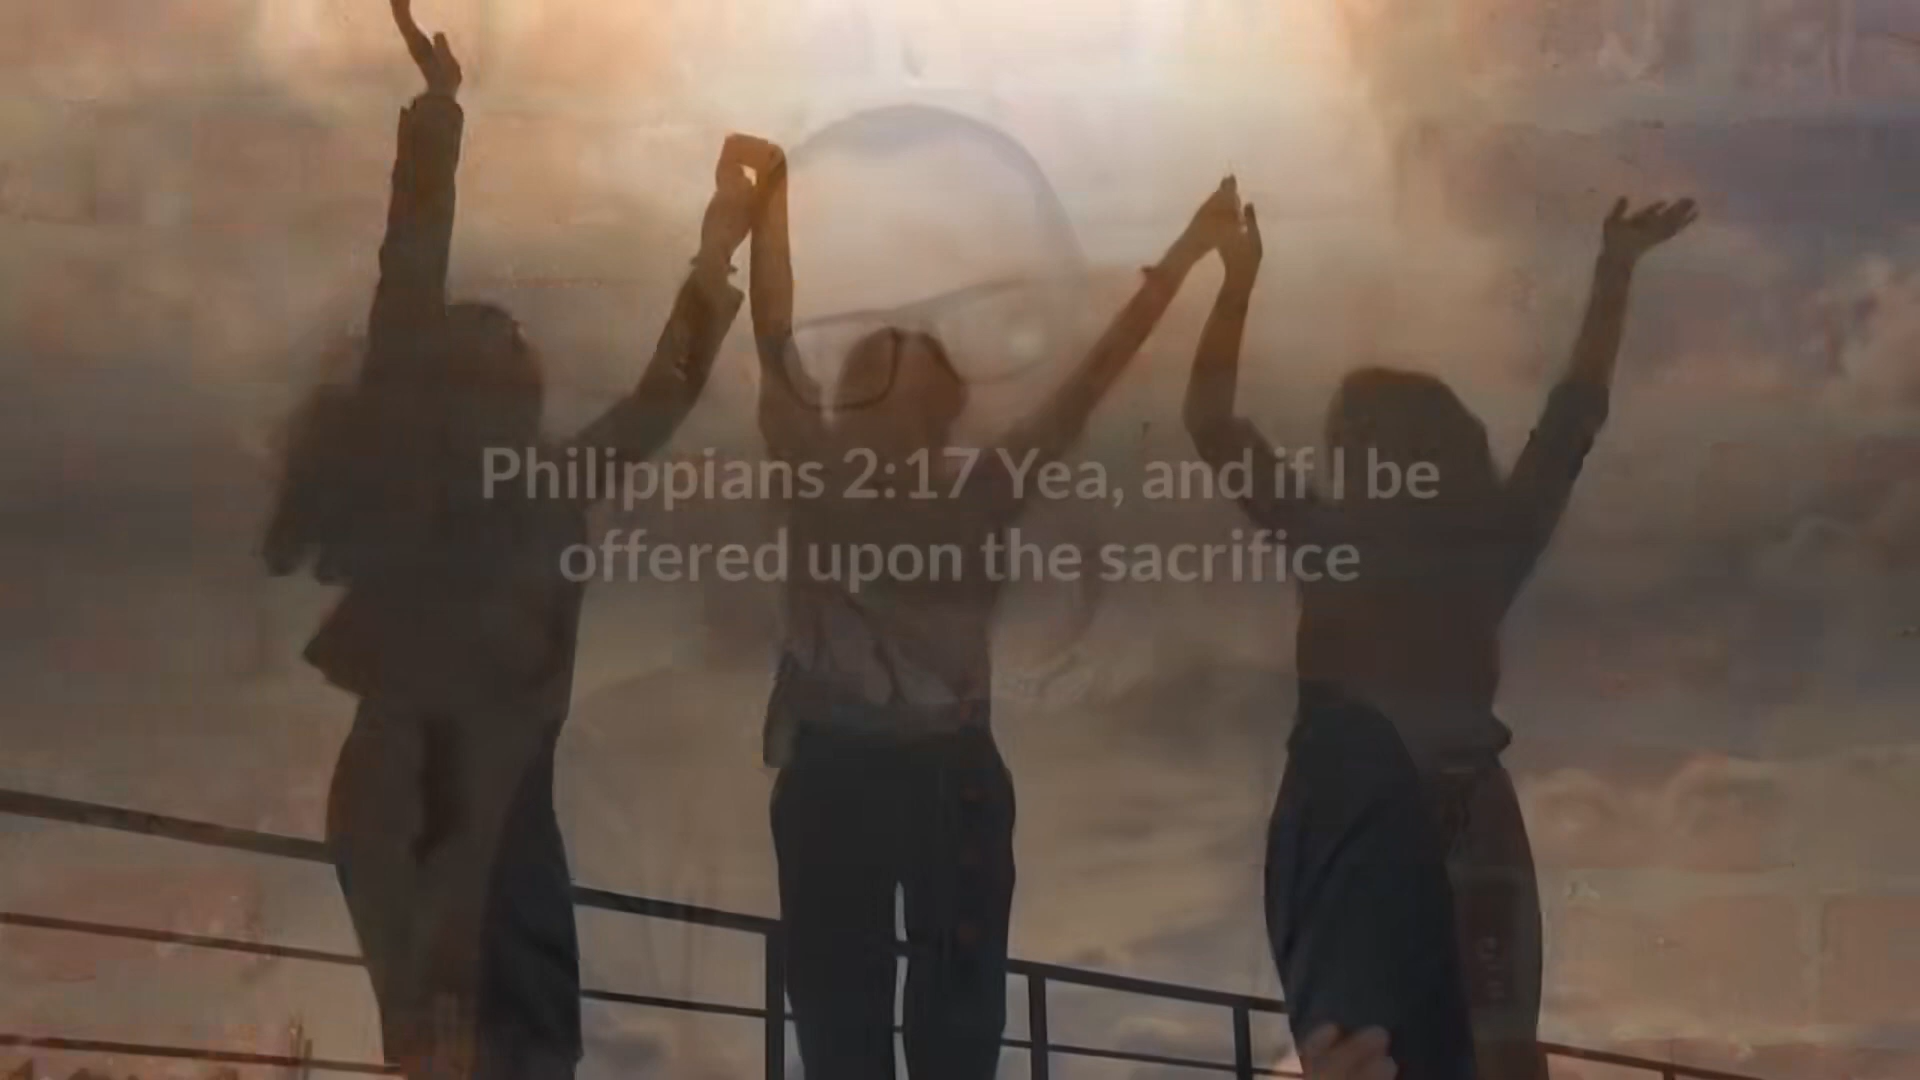 Philippians 2:17 Yea, and if I be
offered upon the sacrifice